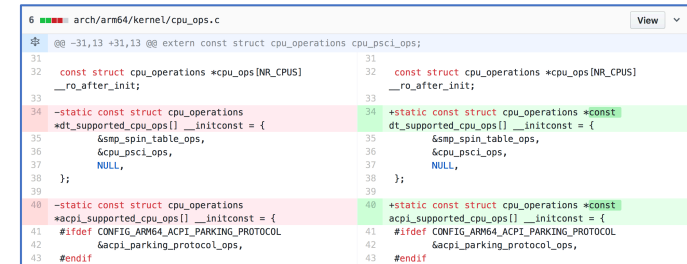 6 arch/arm64/kernel/cpu_ops.c View
@@ -31,13 +31,13 @@ extern const struct cpu_operations cpu_psci_ops;
31 31
32 const struct cpu_operations *cpu_ops[NR_CPUS] 32 const struct cpu_operations *cpu_ops[NR_CPUS]
__ro_after_init; __ro_after_init;
33 33
34 -static const struct cpu_operations 34 +static const struct cpu_operations *const
*dt_supported_cpu_ops[] __initconst = { dt_supported_cpu_ops[] __initconst = {
35 &smp_spin_table_ops, 35 &smp_spin_table_ops,
36 &cpu_psci_ops, 36 &cpu_psci_ops,
37 NULL, 37 NULL,
38 }; 38 };
39 39
40 -static const struct cpu_operations 40 +static const struct cpu_operations *const
*acpi_supported_cpu_ops[] __initconst = { acpi_supported_cpu_ops[] __initconst = {
41 #ifdef CONFIG_ARM64_ACPI_PARKING_PROTOCOL 41 #ifdef CONFIG_ARM64_ACPI_PARKING_PROTOCOL
42 &acpi_parking_protocol_ops, 42 &acpi_parking_protocol_ops,
43 #endif 43 #endif